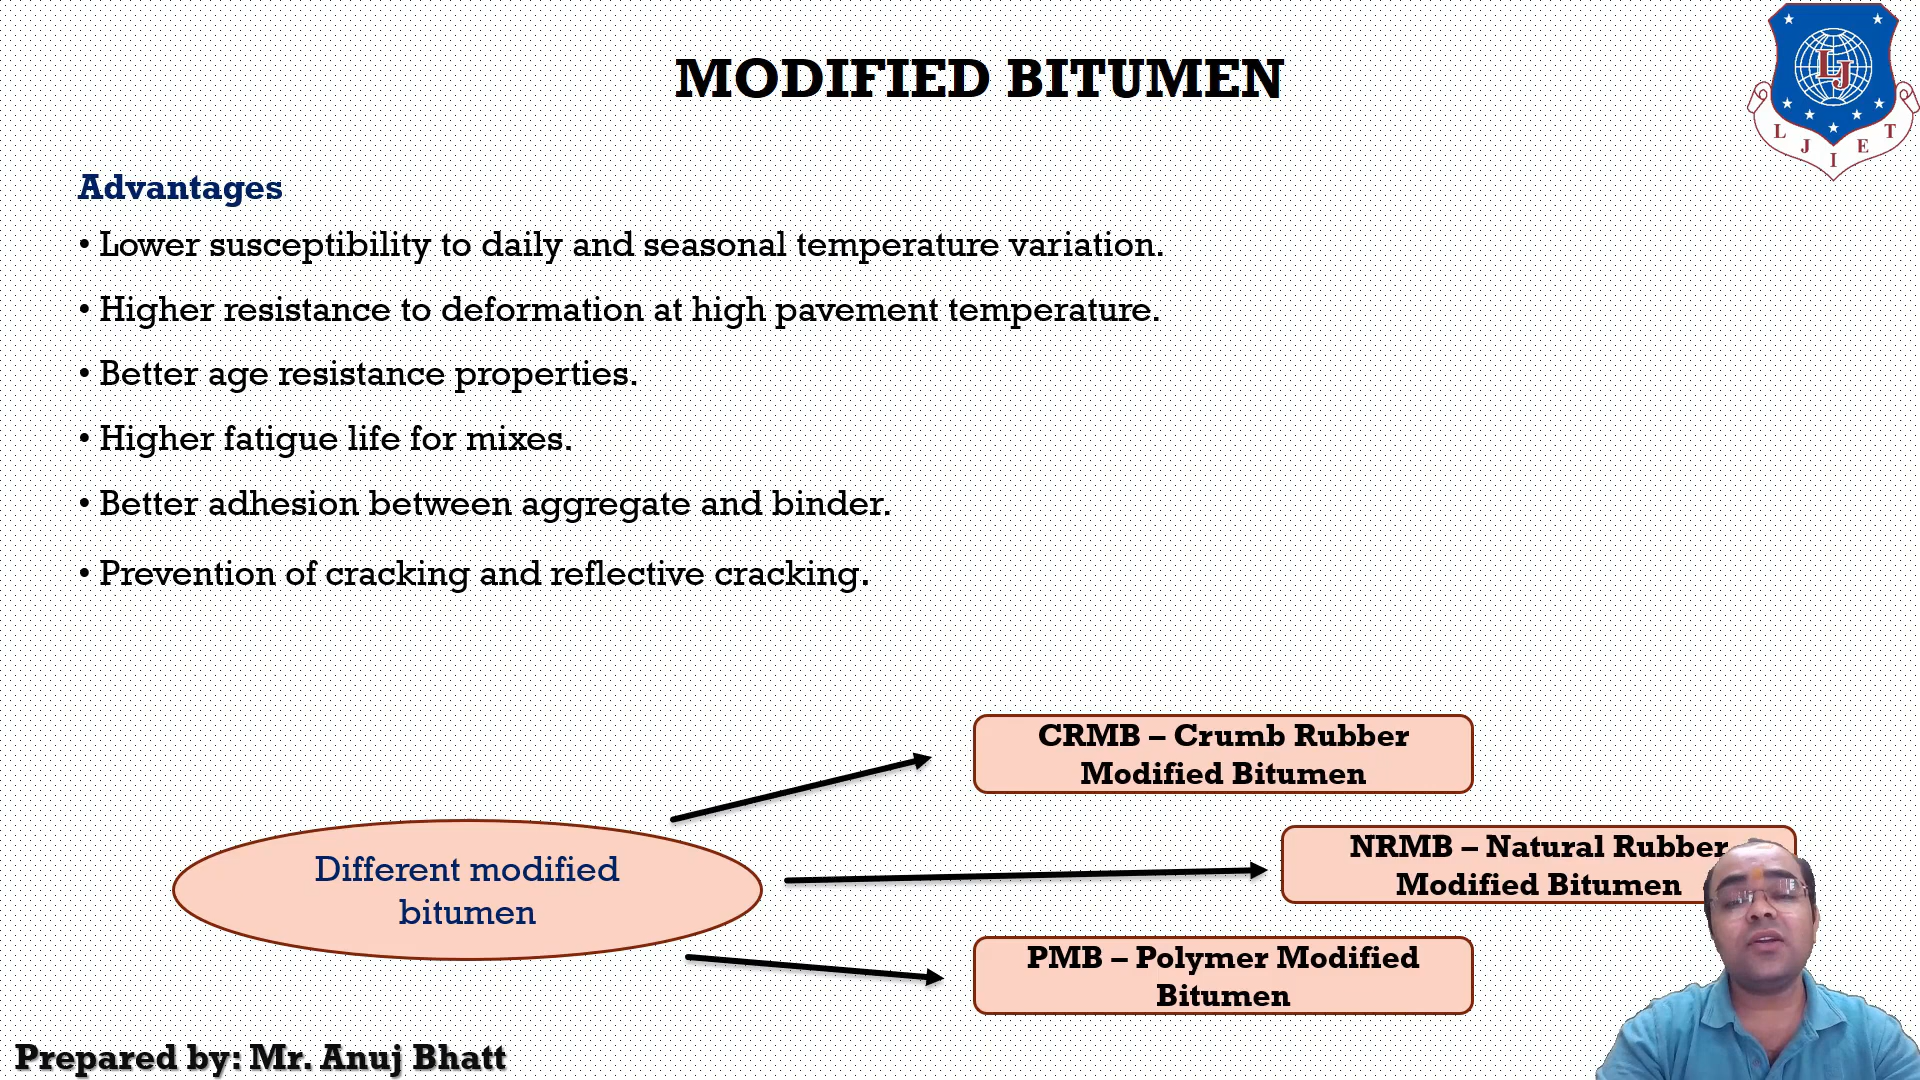 MODIFIED BITUMEN
LJ
L J I E T
Advantages
• Lower susceptibility to daily and seasonal temperature variation.
• Higher resistance to deformation at high pavement temperature.
• Better age resistance properties.
• Higher fatigue life for mixes.
• Better adhesion between aggregate and binder.
• Prevention of cracking and reflective cracking.
CRMB – Crumb Rubber
Modified Bitumen
NRMB – Natural Rubber
Modified Bitumen
Different modified
bitumen
PMB – Polymer Modified
Bitumen
Prepared by: Mr. Anuj Bhatt